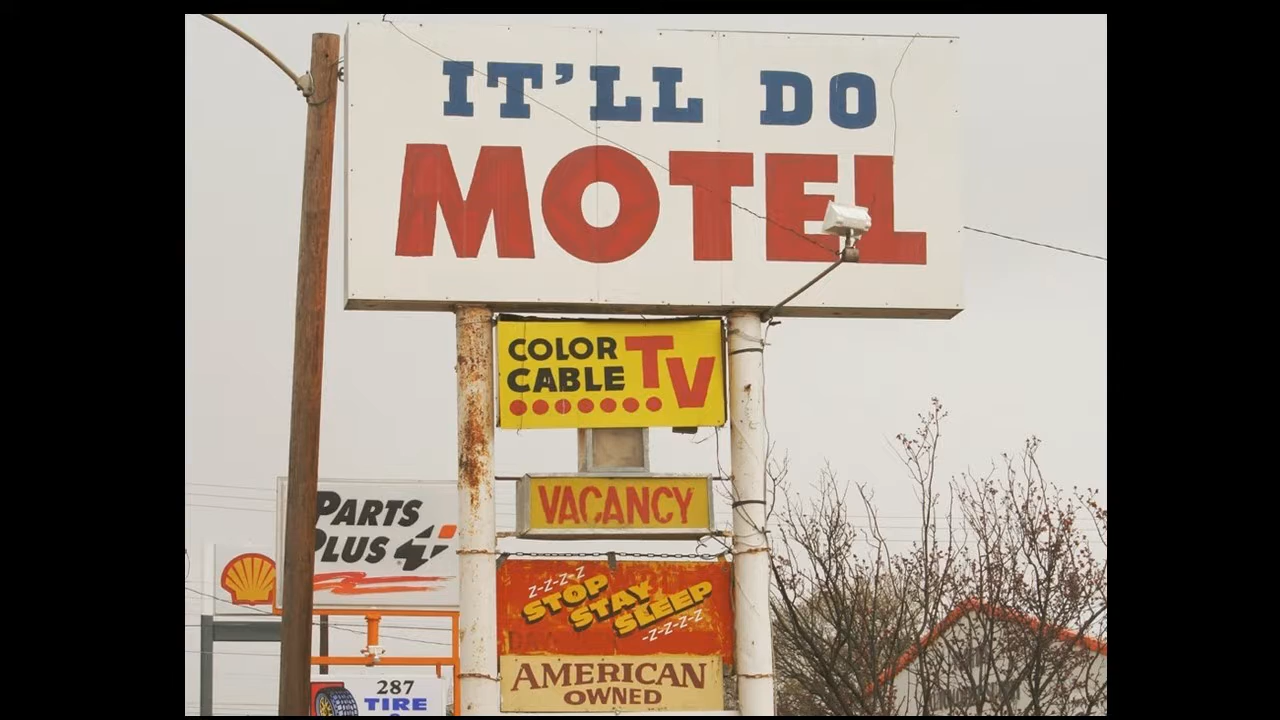 IT'LL DO
MOTEL
COLOR
CABLE
TV
VACANCY
Z-Z-Z-Z
STOP
STAY
SLEEP
-Z-Z-Z-Z
AMERICAN
OWNED
PARTS
PLUS
287
TIRE